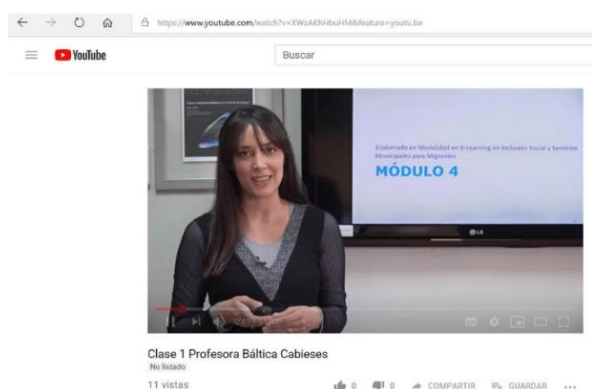 https://www.youtube.com/watch?v=XWzAKhHbuHM&feature=youtu.be
YouTube
Buscar
Diplomado en Modalidad en E-Learning en Inclusión Social y Servicios
Municipales para Migrantes
MÓDULO 4
LG
Clase 1 Profesora Báltica Cabieses
No listado
11 vistas
0
0
COMPARTIR
GUARDAR